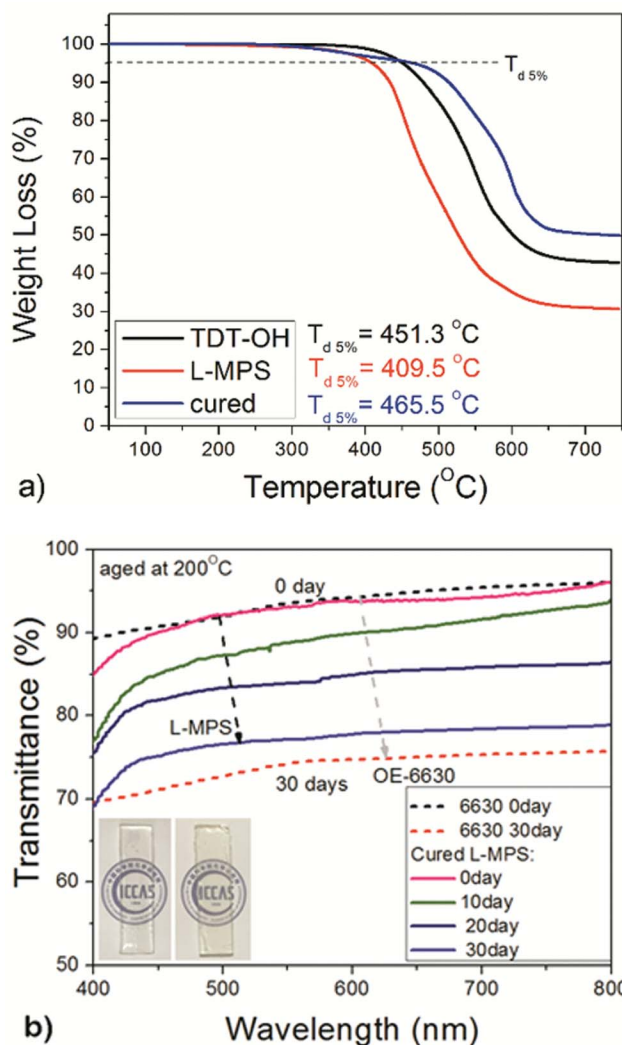 100
90
80
70
60
50
40
30
20
10
0
Weight Loss (%)
T d 5%
TDT-OH
L-MPS
cured
T d 5% = 451.3 °C
T d 5% = 409.5 °C
T d 5% = 465.5 °C
100 200 300 400 500 600 700
Temperature (°C)
a)
100
90
80
70
60
50
Transmittance (%)
aged at 200°C
0 day
L-MPS
30 days
OE-6630
6630 0day
6630 30day
Cured L-MPS:
0day
10day
20day
30day
ICCAS
ICCAS
400 500 600 700 800
Wavelength (nm)
b)